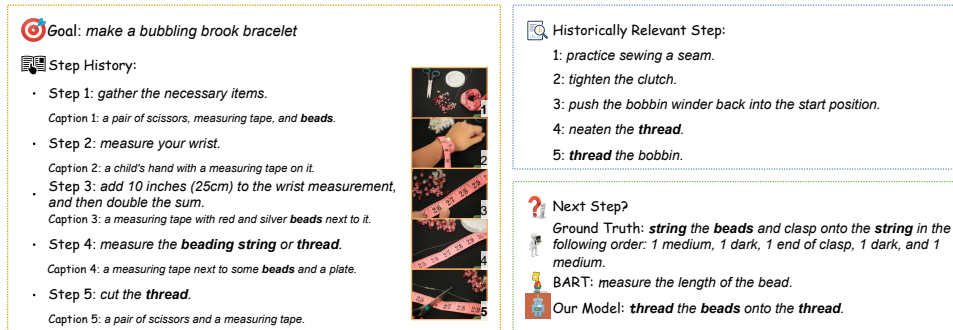 Goal: make a bubbling brook bracelet
Step History:
· Step 1: gather the necessary items.
Caption 1: a pair of scissors, measuring tape, and beads.
· Step 2: measure your wrist.
Caption 2: a child's hand with a measuring tape on it.
· Step 3: add 10 inches (25cm) to the wrist measurement,
and then double the sum.
Caption 3: a measuring tape with red and silver beads next to it.
· Step 4: measure the beading string or thread.
Caption 4: a measuring tape next to some beads and a plate.
· Step 5: cut the thread.
Caption 5: a pair of scissors and a measuring tape.
1
2
3
4
5
Historically Relevant Step:
1: practice sewing a seam.
2: tighten the clutch.
3: push the bobbin winder back into the start position.
4: neaten the thread.
5: thread the bobbin.
Next Step?
Ground Truth: string the beads and clasp onto the string in the
following order: 1 medium, 1 dark, 1 end of clasp, 1 dark, and 1
medium.
BART: measure the length of the bead.
Our Model: thread the beads onto the thread.